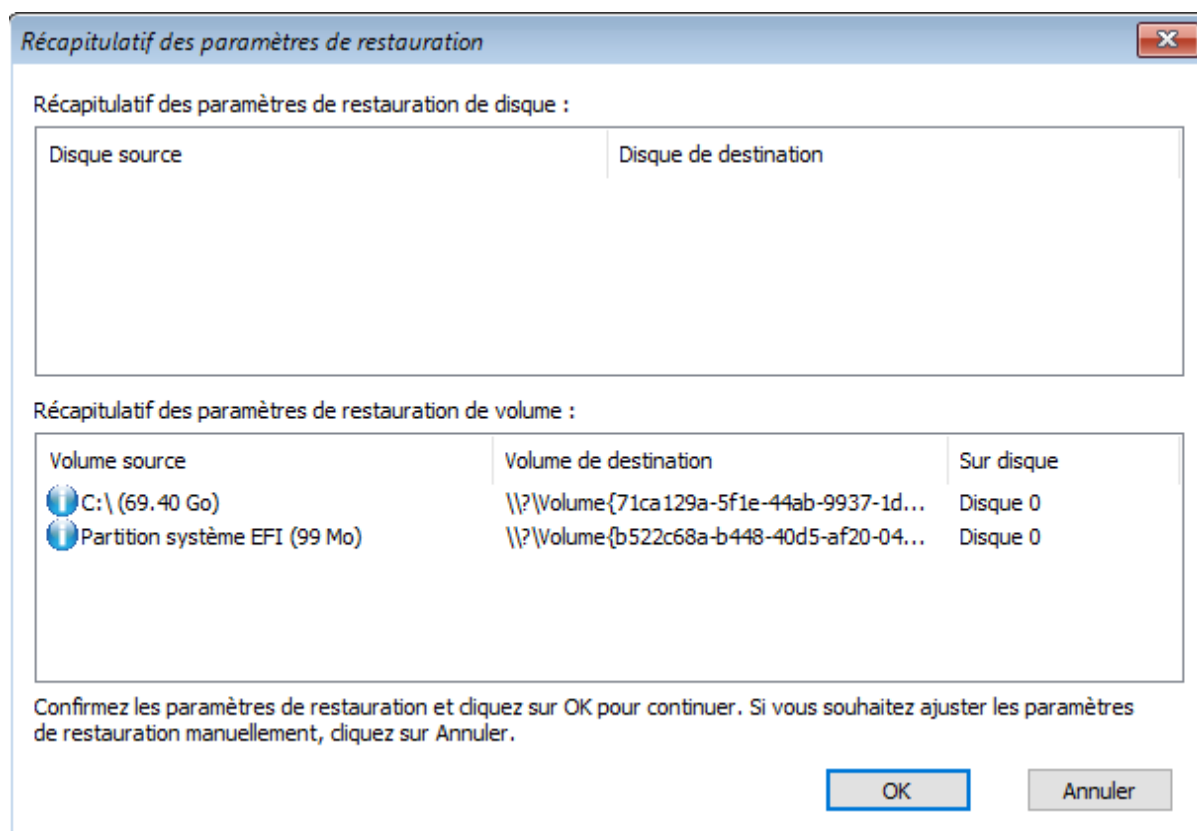 Récapitulatif des paramètres de restauration
Récapitulatif des paramètres de restauration de disque :
Disque source Disque de destination
Récapitulatif des paramètres de restauration de volume :
Volume source Volume de destination Sur disque
C:\ (69.40 Go) \\?\Volume{71ca129a-5f1e-44ab-9937-1d... Disque 0
Partition système EFI (99 Mo) \\?\Volume{b522c68a-b448-40d5-af20-04... Disque 0
Confirmez les paramètres de restauration et cliquez sur OK pour continuer. Si vous souhaitez ajuster les paramètres
de restauration manuellement, cliquez sur Annuler.
OK Annuler